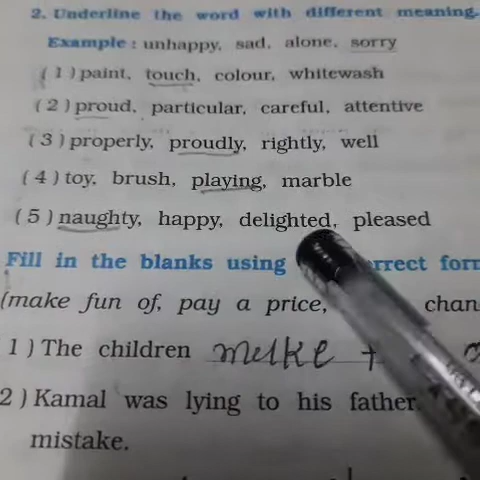 2. Underline the word with different meaning.
Example : unhappy, sad, alone, sorry
( 1 ) paint, touch, colour, whitewash
( 2 ) proud, particular, careful, attentive
( 3 ) properly, proudly, rightly, well
( 4 ) toy, brush, playing, marble
( 5 ) naughty, happy, delighted, pleased
Fill in the blanks using
(make fun of, pay a price,
1 ) The children make
2 ) Kamal was lying to his father.
mistake.